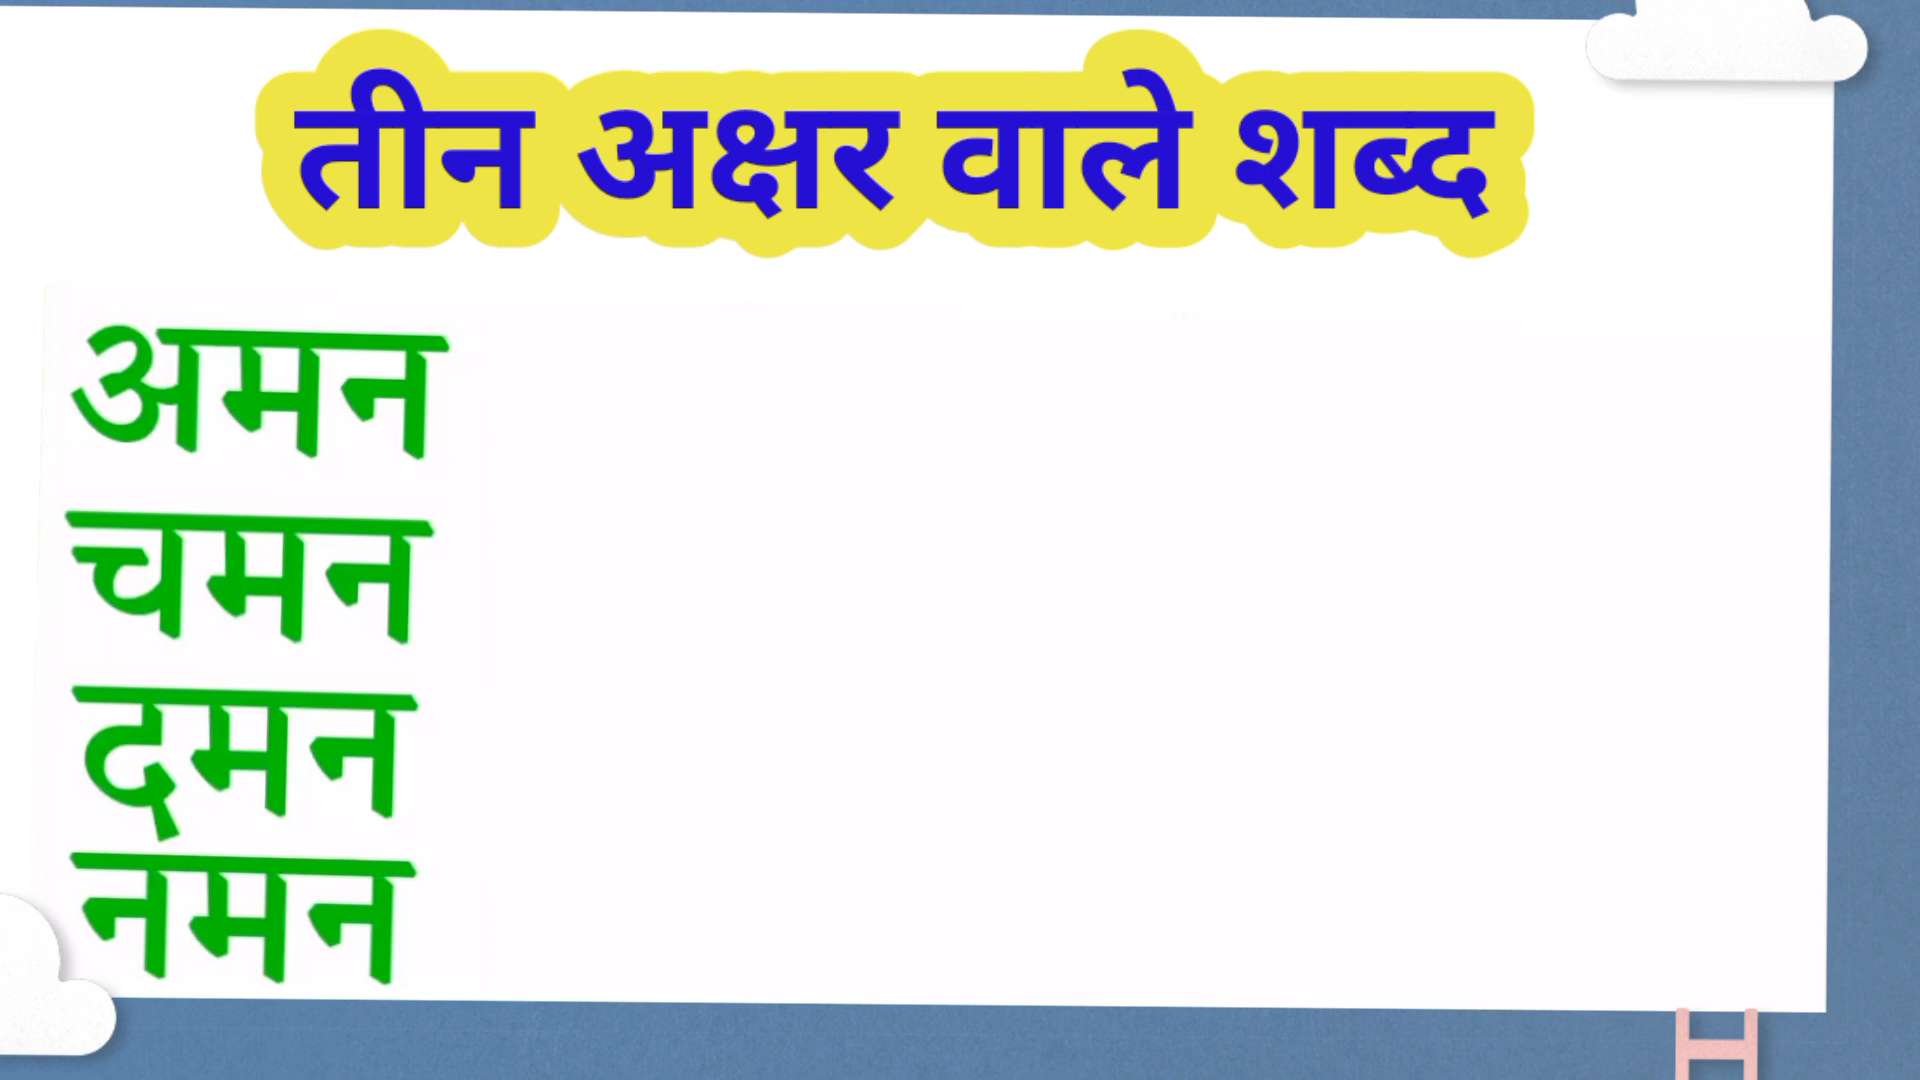 तीन अक्षर वाले शब्द
अमन
चमन
दमन
नमन